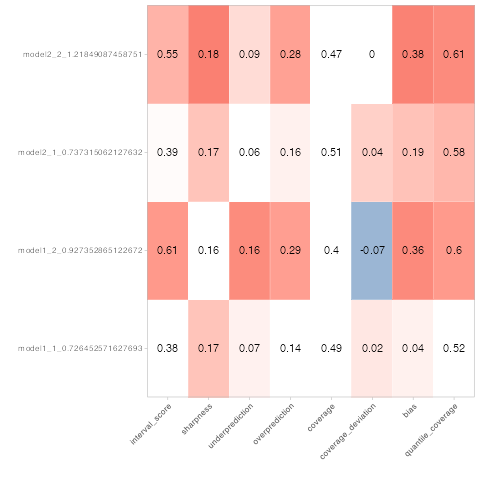 model2_2_1.21849087458751 0.55 0.18 0.09 0.28 0.47 0 0.38 0.61
model2_1_0.737315062127632 0.39 0.17 0.06 0.16 0.51 0.04 0.19 0.58
model1_2_0.927352865122672 0.61 0.16 0.16 0.29 0.4 -0.07 0.36 0.6
model1_1_0.726452571627693 0.38 0.17 0.07 0.14 0.49 0.02 0.04 0.52
interval_score sharpness underprediction overprediction coverage coverage_deviation bias quantile_coverage